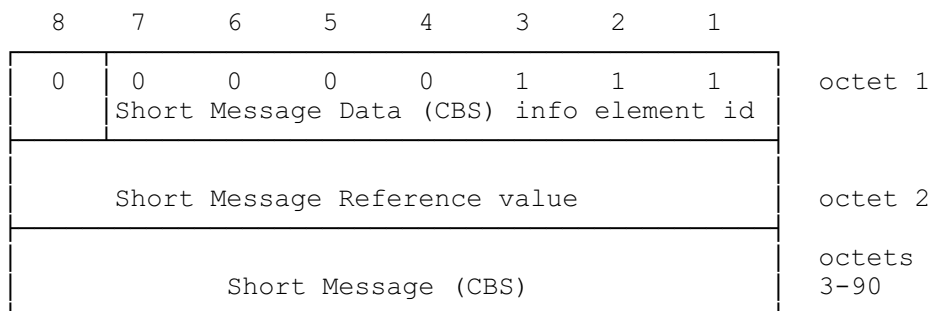 8 7 6 5 4 3 2 1
0 0 0 0 0 1 1 1 octet 1
Short Message Data (CBS) info element id
Short Message Reference value octet 2
octets
Short Message (CBS) 3-90